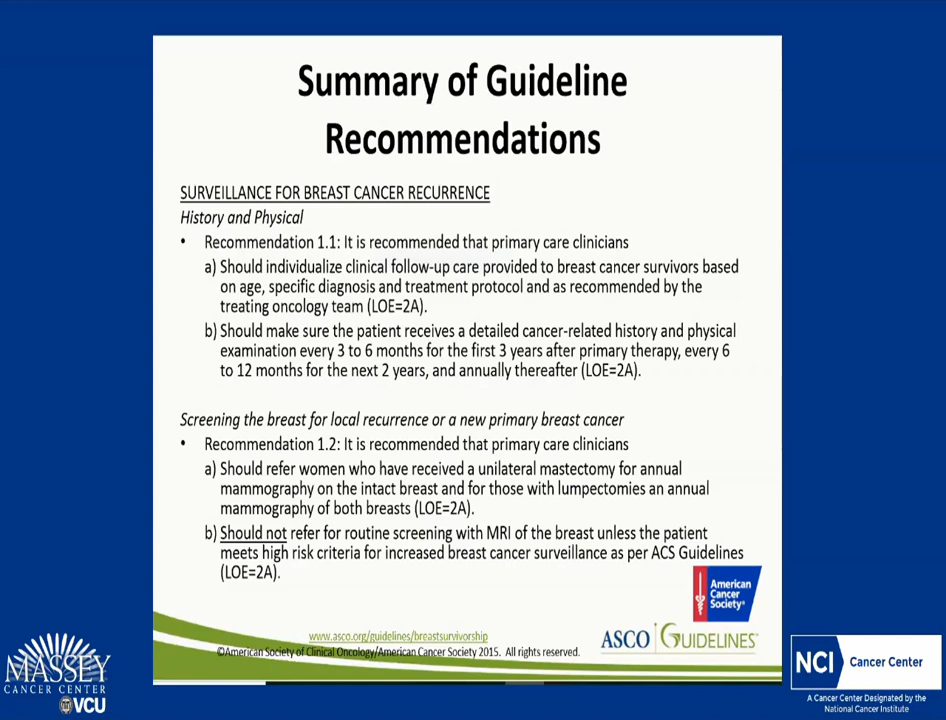 Summary of Guideline
Recommendations
SURVEILLANCE FOR BREAST CANCER RECURRENCE
History and Physical
• Recommendation 1.1: It is recommended that primary care clinicians
a) Should individualize clinical follow-up care provided to breast cancer survivors based
on age, specific diagnosis and treatment protocol and as recommended by the
treating oncology team (LOE=2A).
b) Should make sure the patient receives a detailed cancer-related history and physical
examination every 3 to 6 months for the first 3 years after primary therapy, every 6
to 12 months for the next 2 years, and annually thereafter (LOE=2A).
Screening the breast for local recurrence or a new primary breast cancer
• Recommendation 1.2: It is recommended that primary care clinicians
a) Should refer women who have received a unilateral mastectomy for annual
mammography on the intact breast and for those with lumpectomies an annual
mammography of both breasts (LOE=2A).
b) Should not refer for routine screening with MRI of the breast unless the patient
meets high risk criteria for increased breast cancer surveillance as per ACS Guidelines
(LOE=2A).
American
Cancer
Society®
www.asco.org/guidelines/breastsurvivorship
©American Society of Clinical Oncology/American Cancer Society 2015. All rights reserved.
ASCO GUIDELINES™
MASSEY
CANCER CENTER
VCU
NCI Cancer Center
A Cancer Center Designated by the
National Cancer Institute